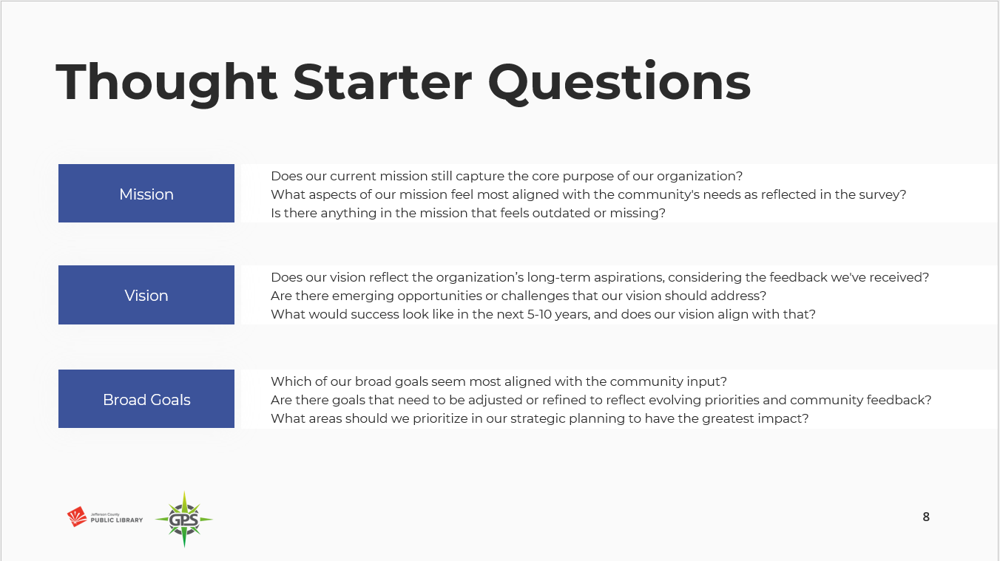 Thought Starter Questions
Mission
Does our current mission still capture the core purpose of our organization?
What aspects of our mission feel most aligned with the community's needs as reflected in the survey?
Is there anything in the mission that feels outdated or missing?
Vision
Does our vision reflect the organization’s long-term aspirations, considering the feedback we've received?
Are there emerging opportunities or challenges that our vision should address?
What would success look like in the next 5-10 years, and does our vision align with that?
Broad Goals
Which of our broad goals seem most aligned with the community input?
Are there goals that need to be adjusted or refined to reflect evolving priorities and community feedback?
What areas should we prioritize in our strategic planning to have the greatest impact?
Jefferson County
PUBLIC LIBRARY
GPS
8